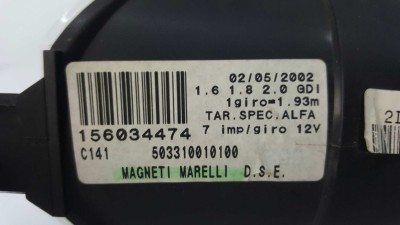 02/05/2002
1.6 1.8 2.0 GDI
1giro=1.93m
TAR.SPEC.ALFA
156034474 7 imp/giro 12V
C141 503310010100
MAGNETI MARELLI D.S.E.